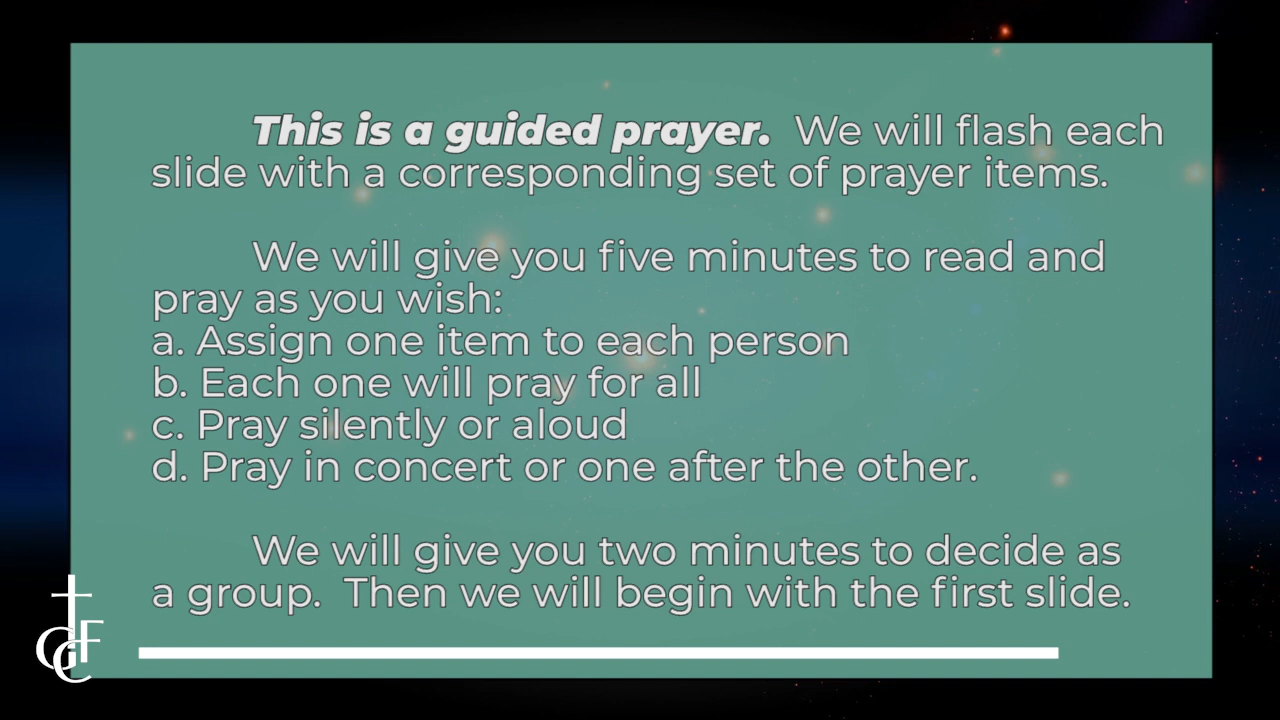 This is a guided prayer.  We will flash each
slide with a corresponding set of prayer items.
We will give you five minutes to read and
pray as you wish:
a. Assign one item to each person
b. Each one will pray for all
c. Pray silently or aloud
d. Pray in concert or one after the other.
We will give you two minutes to decide as
a group.  Then we will begin with the first slide.
GCF